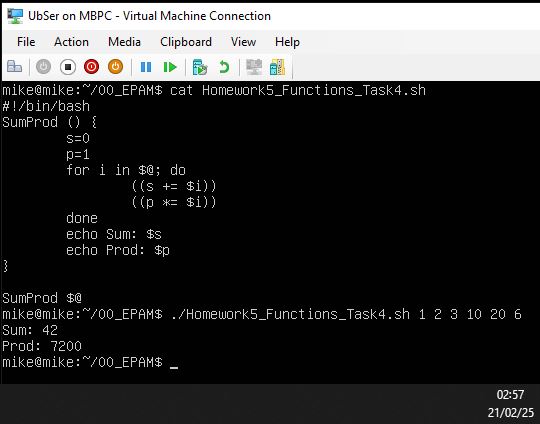 UbSer on MBPC - Virtual Machine Connection
File Action Media Clipboard View Help
mike@mike:~/00_EPAM$ cat Homework5_Functions_Task4.sh
#!/bin/bash
SumProd () {
        s=0
        p=1
        for i in $@; do
                ((s += $i))
                ((p *= $i))
        done
        echo Sum: $s
        echo Prod: $p
}

SumProd $@
mike@mike:~/00_EPAM$ ./Homework5_Functions_Task4.sh 1 2 3 10 20 6
Sum: 42
Prod: 7200
mike@mike:~/00_EPAM$ _
02:57
21/02/25